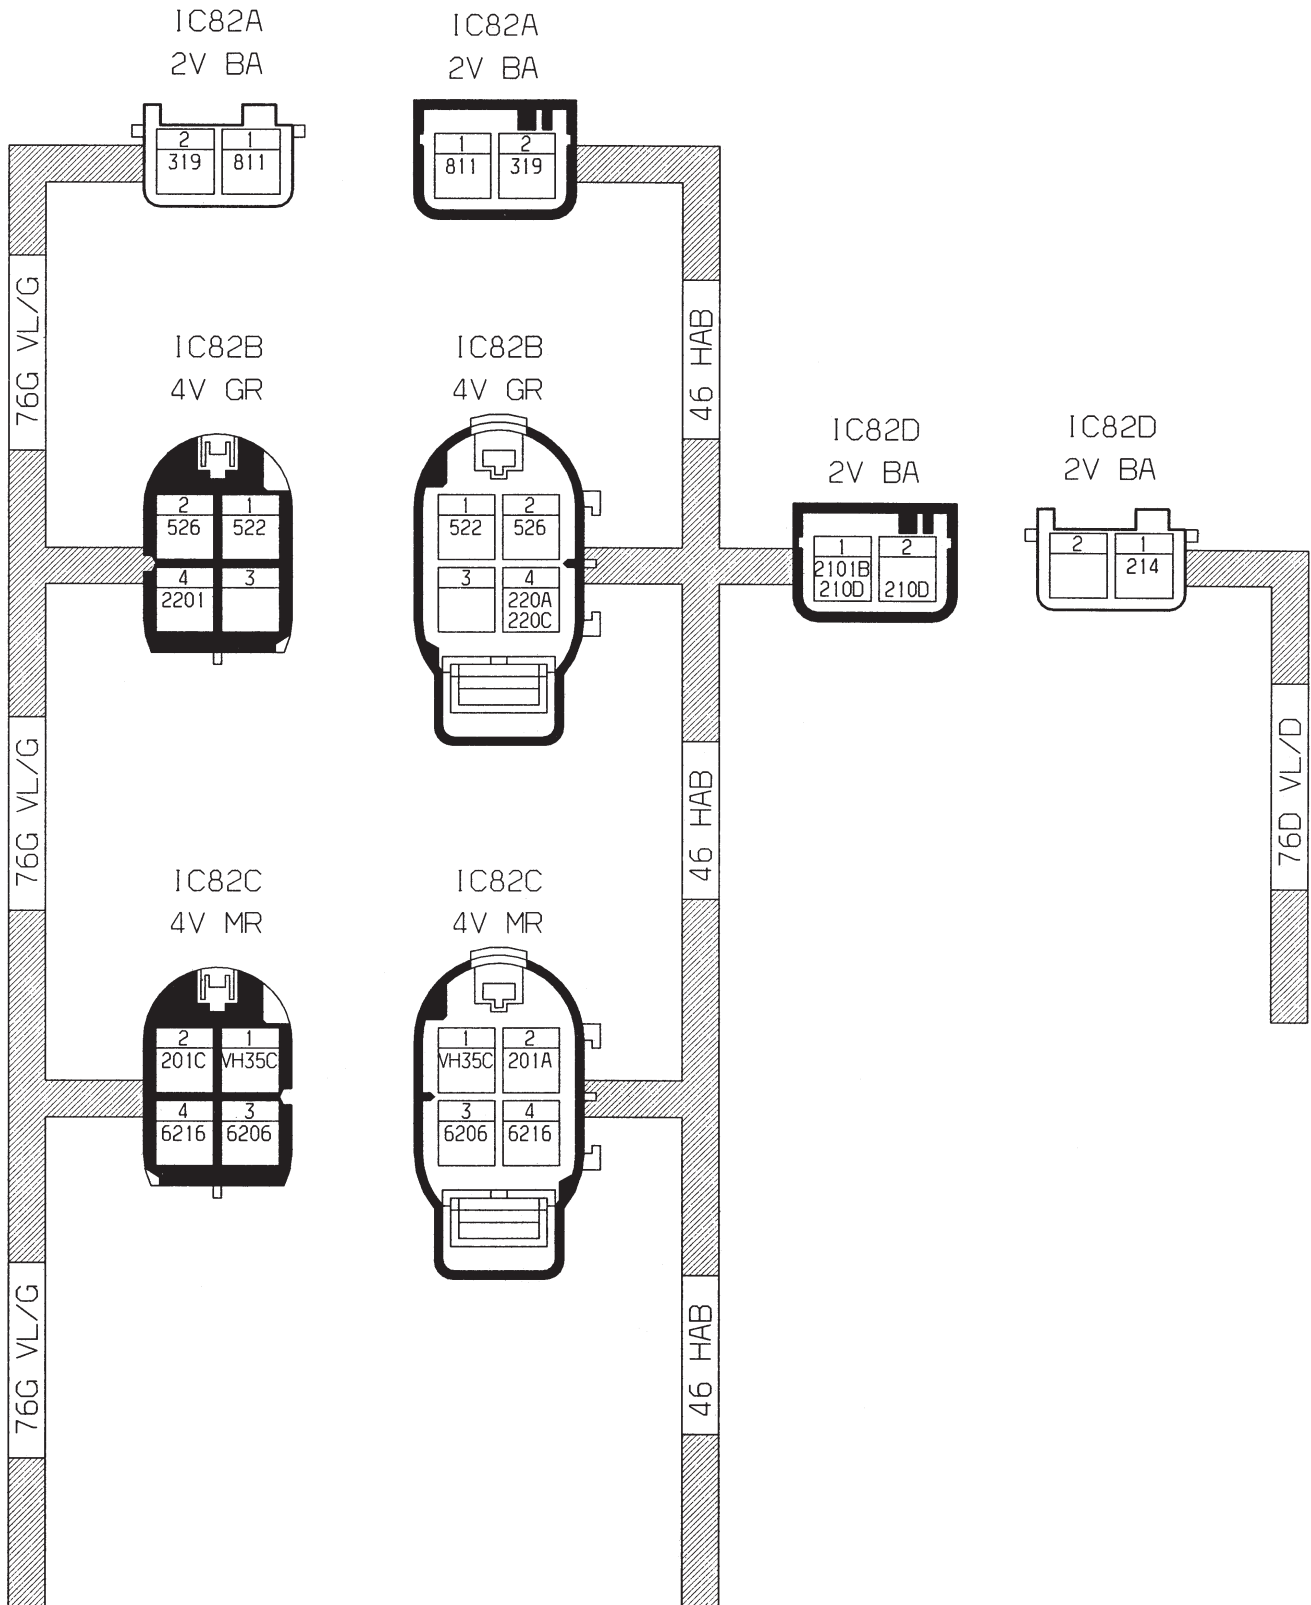 IC82A
2V BA
2 1
319 811
IC82A
2V BA
1 2
811 319
76G VL/G
46 HAB
IC82B
4V GR
2 1
526 522
4 3
2201
IC82B
4V GR
1 2
522 526
3 4
220A
220C
IC82D
2V BA
1 2
2101B
210D 210D
IC82D
2V BA
2 1
214
76G VL/G
46 HAB
76D VL/D
IC82C
4V MR
2 1
201C VH35C
4 3
6216 6206
IC82C
4V MR
1 2
VH35C 201A
3 4
6206 6216
76G VL/G
46 HAB